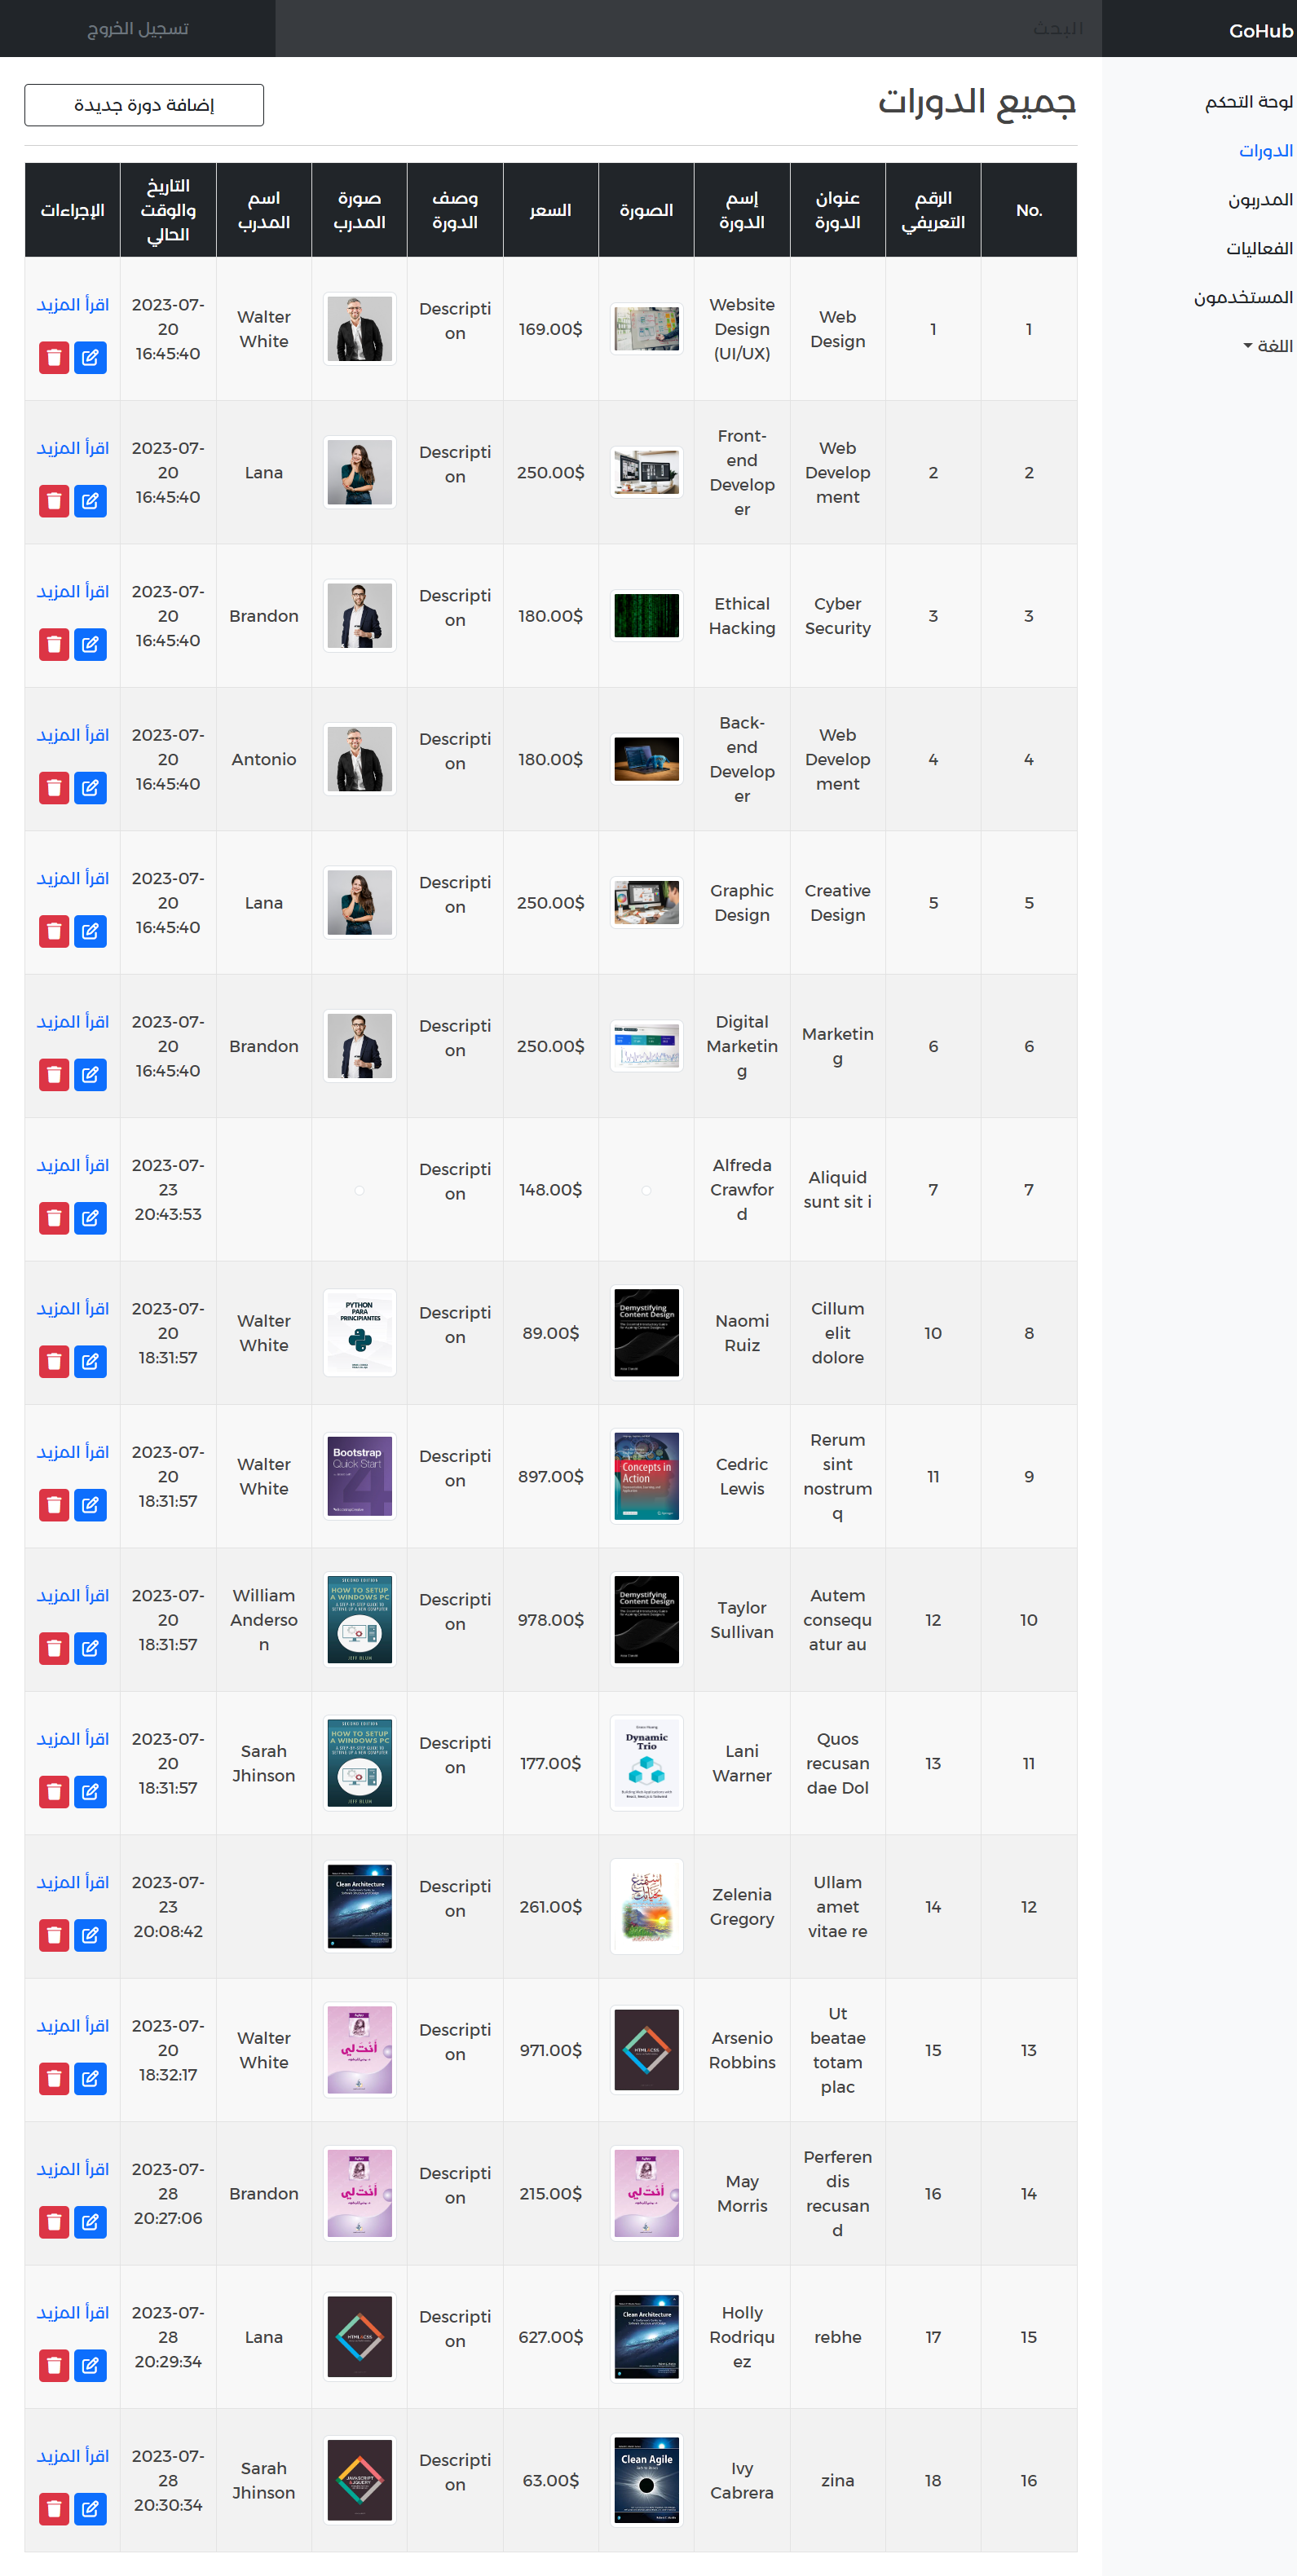 GoHub
البحث
تسجيل الخروج
لوحة التحكم
الدورات
المدربون
الفعاليات
المستخدمون
اللغة
جميع الدورات
إضافة دورة جديدة
No.
الرقم التعريفي
عنوان الدورة
إسم الدورة
الصورة
السعر
وصف الدورة
صورة المدرب
اسم المدرب
التاريخ والوقت الحالي
الإجراءات
1 1 Web Design Website Design (UI/UX) 169.00$ Description Walter White 2023-07-20 16:45:40 اقرأ المزيد
2 2 Web Development Front-end Developer 250.00$ Description Lana 2023-07-20 16:45:40 اقرأ المزيد
3 3 Cyber Security Ethical Hacking 180.00$ Description Brandon 2023-07-20 16:45:40 اقرأ المزيد
4 4 Web Development Back-end Developer 180.00$ Description Antonio 2023-07-20 16:45:40 اقرأ المزيد
5 5 Creative Design Graphic Design 250.00$ Description Lana 2023-07-20 16:45:40 اقرأ المزيد
6 6 Marketing Digital Marketing 250.00$ Description Brandon 2023-07-20 16:45:40 اقرأ المزيد
7 7 Aliquid sunt sit i Alfreda Crawford 148.00$ Description 2023-07-23 20:43:53 اقرأ المزيد
8 10 Cillum elit dolore Naomi Ruiz Demystifying Content Design 89.00$ Description PYTHON PARA PRINCIPIANTES Walter White 2023-07-20 18:31:57 اقرأ المزيد
9 11 Rerum sint nostrum q Cedric Lewis Concepts in Action 897.00$ Description Bootstrap Quick Start 4 Walter White 2023-07-20 18:31:57 اقرأ المزيد
10 12 Autem consequatur au Taylor Sullivan Demystifying Content Design 978.00$ Description HOW TO SETUP A WINDOWS PC William Anderson 2023-07-20 18:31:57 اقرأ المزيد
11 13 Quos recusandae Dol Lani Warner Dynamic Trio 177.00$ Description HOW TO SETUP A WINDOWS PC Sarah Jhinson 2023-07-20 18:31:57 اقرأ المزيد
12 14 Ullam amet vitae re Zelenia Gregory استمتع بحياتك 261.00$ Description Clean Architecture 2023-07-23 20:08:42 اقرأ المزيد
13 15 Ut beatae totam plac Arsenio Robbins HTML&CSS 971.00$ Description أنت لي Walter White 2023-07-20 18:32:17 اقرأ المزيد
14 16 Perferendis recusand May Morris أنت لي 215.00$ Description أنت لي Brandon 2023-07-28 20:27:06 اقرأ المزيد
15 17 rebhe Holly Rodriquez Clean Architecture 627.00$ Description HTML&CSS Lana 2023-07-28 20:29:34 اقرأ المزيد
16 18 zina Ivy Cabrera Clean Agile 63.00$ Description JAVASCRIPT &JQUERY Sarah Jhinson 2023-07-28 20:30:34 اقرأ المزيد